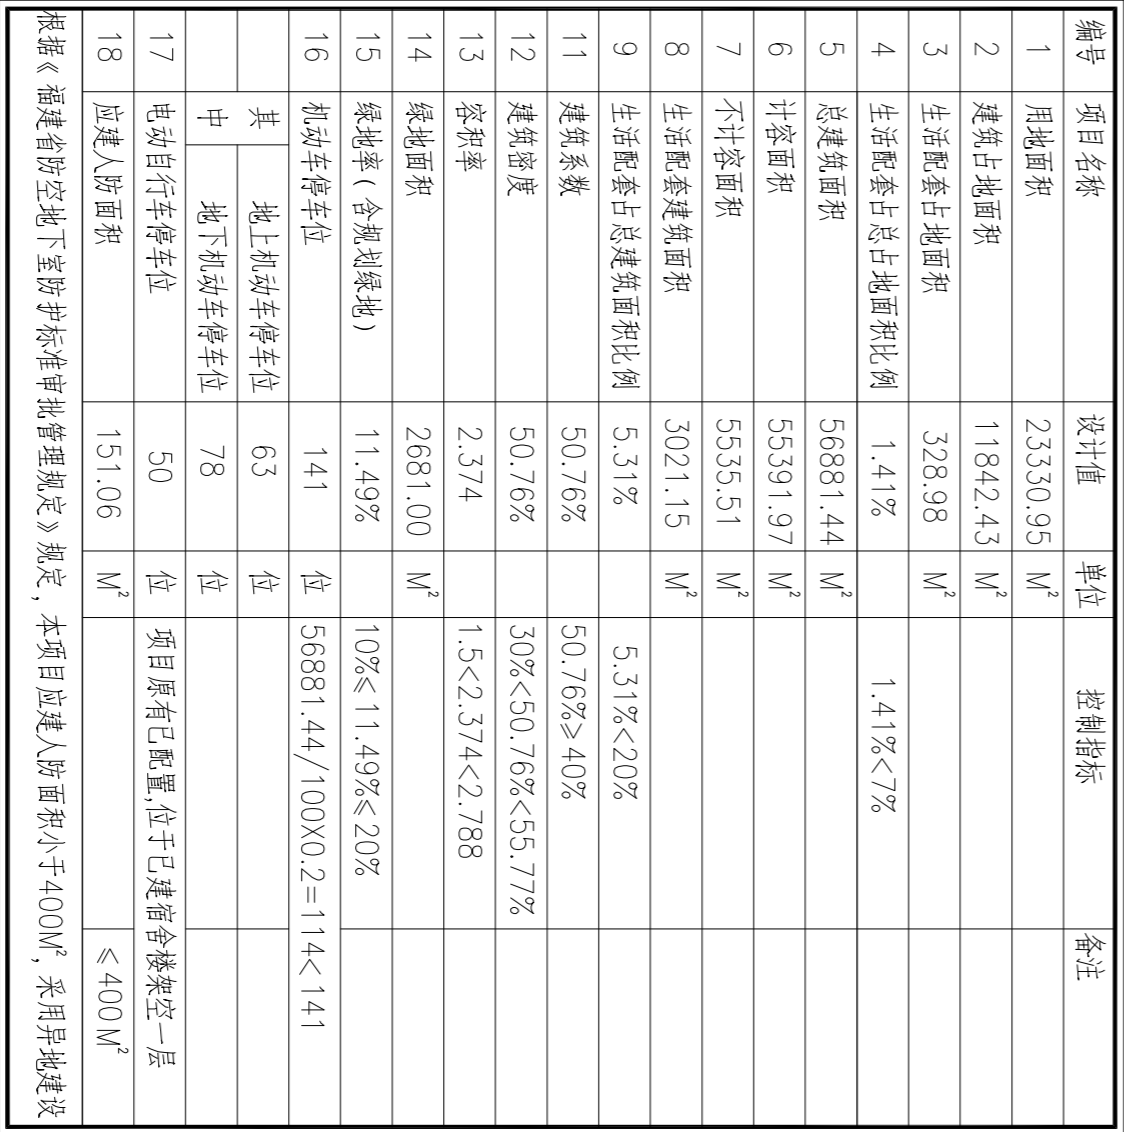 编号 项目名称 设计值 单位 控制指标 备注
1 用地面积 23330.95 M²
2 建筑占地面积 11842.43 M²
3 生活配套占地面积 328.98 M²
4 生活配套占总占地面积比例 1.41% 1.41%<7%
5 总建筑面积 56881.44 M²
6 计容面积 55391.97 M²
7 不计容面积 5535.51 M²
8 生活配套建筑面积 3021.15 M²
9 生活配套占总建筑面积比例 5.31% 5.31%<20%
11 建筑系数 50.76% 50.76%≥40%
12 建筑密度 50.76% 30%<50.76%<55.77%
13 容积率 2.374 1.5<2.374<2.788
14 绿地面积 2681.00 M²
15 绿地率(含规划绿地) 11.49% 10%≤11.49%≤20%
16 机动车停车位 141 位 56881.44/100X0.2=114<141
其 地上机动车停车位 63 位
中 地下机动车停车位 78 位
17 电动自行车停车位 50 位 项目原有已配置,位于已建宿舍楼架空一层
18 应建人防面积 151.06 M² ≤400M²
根据《福建省防空地下室防护标准审批管理规定》规定,本项目应建人防面积小于400M²,采用异地建设